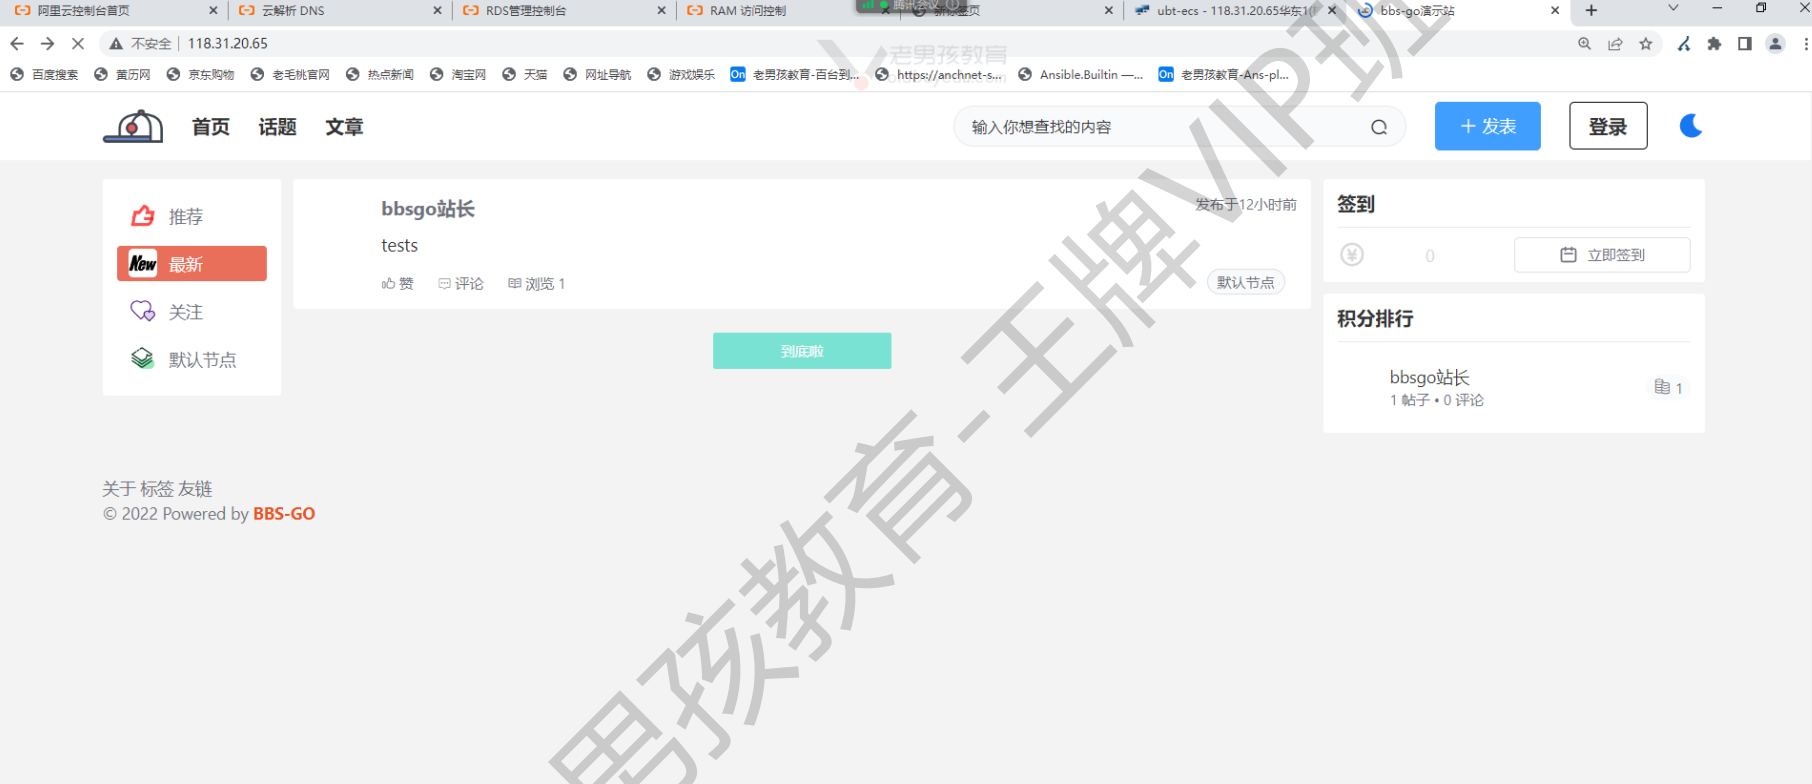 阿里云控制台首页
云解析 DNS
RDS管理控制台
RAM 访问控制
腾讯会议
新标签页
ubt-ecs - 118.31.20.65华东1(
bbs-go演示站
不安全
118.31.20.65
老男孩教育
百度搜索
黄历网
京东购物
老毛桃官网
热点新闻
淘宝网
天猫
网址导航
游戏娱乐
On 老男孩教育-百台到...
https://anchnet-s...
Ansible.Builtin —...
On 老男孩教育-Ans-pl...
首页
话题
文章
输入你想查找的内容
发表
登录
推荐
New 最新
关注
默认节点
bbsgo站长
发布于12小时前
tests
赞
评论
浏览 1
默认节点
到底啦
签到
0
立即签到
积分排行
bbsgo站长
1 帖子 • 0 评论
1
关于 标签 友链
© 2022 Powered by BBS-GO
男孩教育-王牌VIP班